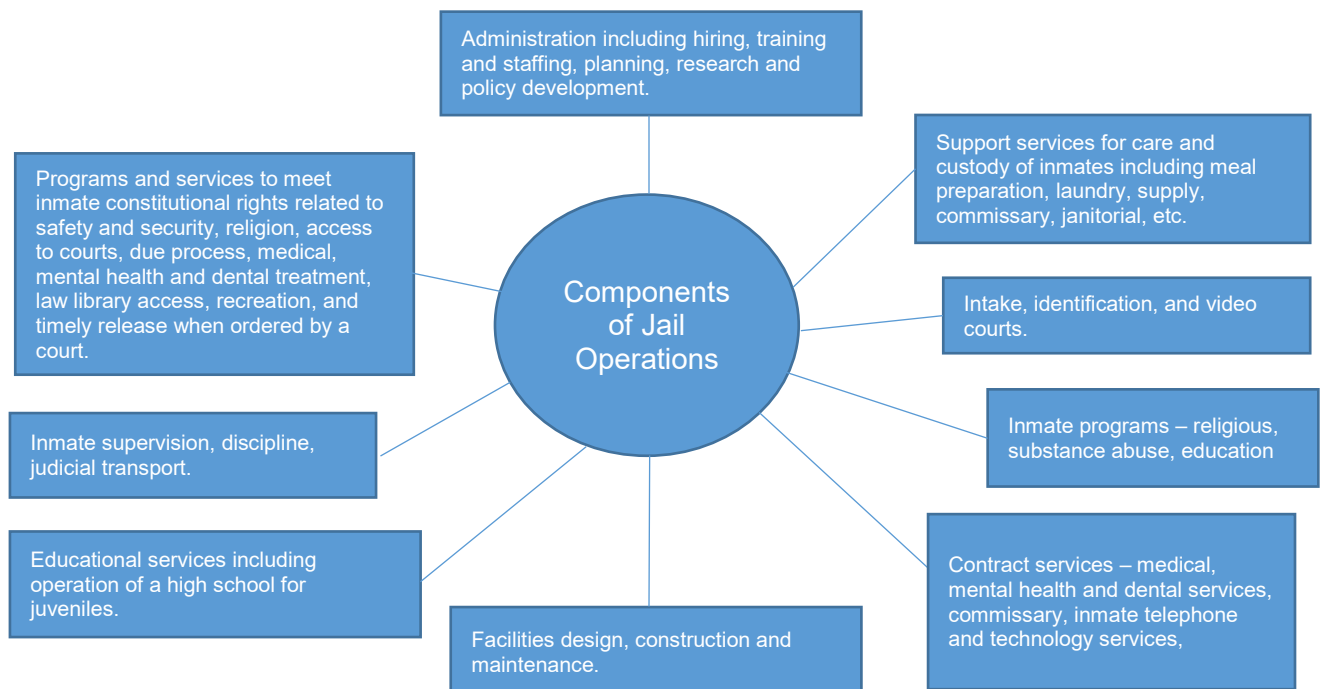 Administration including hiring, training
and staffing, planning, research and
policy development.
Support services for care and
custody of inmates including meal
preparation, laundry, supply,
commissary, janitorial, etc.
Programs and services to meet
inmate constitutional rights related to
safety and security, religion, access
to courts, due process, medical,
mental health and dental treatment,
law library access, recreation, and
timely release when ordered by a
court.
Components
of Jail
Operations
Intake, identification, and video
courts.
Inmate supervision, discipline,
judicial transport.
Inmate programs – religious,
substance abuse, education
Educational services including
operation of a high school for
juveniles.
Contract services – medical,
mental health and dental services,
commissary, inmate telephone
and technology services,
Facilities design, construction and
maintenance.